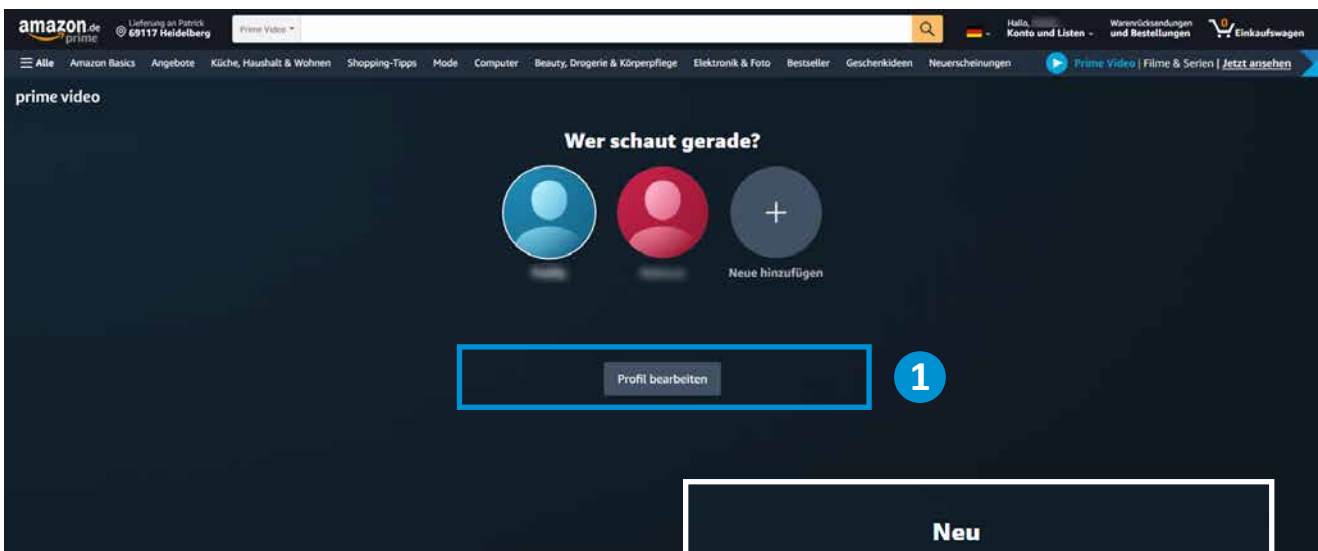 amazon.de
prime
Lieferung an Patrick
69117 Heidelberg
Prime Video
Hallo,
Konto und Listen
Warenrücksendungen
und Bestellungen
0
Einkaufswagen
Alle Amazon Basics Angebote Küche, Haushalt & Wohnen Shopping-Tipps Mode Computer Beauty, Drogerie & Körperpflege Elektronik & Foto Bestseller Geschenkideen Neuerscheinungen Prime Video | Filme & Serien | Jetzt ansehen
prime video
Wer schaut gerade?
Neue hinzufügen
Profil bearbeiten
1
Neu